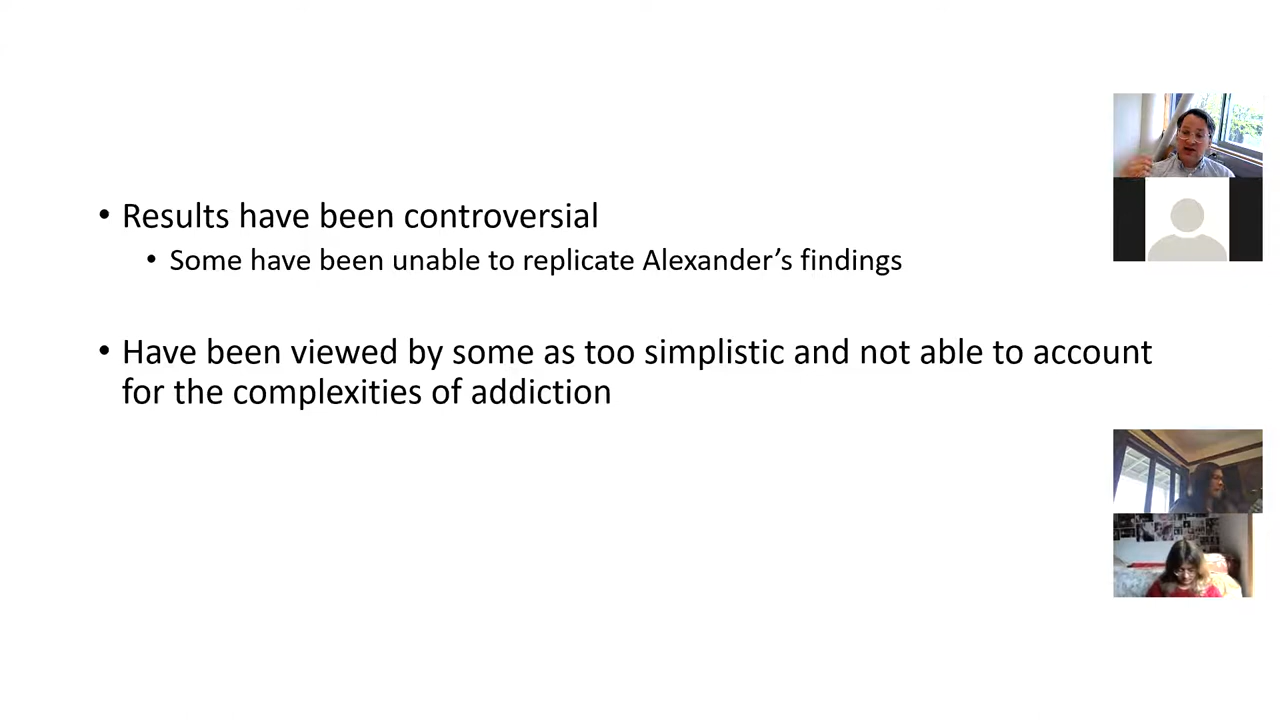 • Results have been controversial
• Some have been unable to replicate Alexander’s findings
• Have been viewed by some as too simplistic and not able to account
for the complexities of addiction